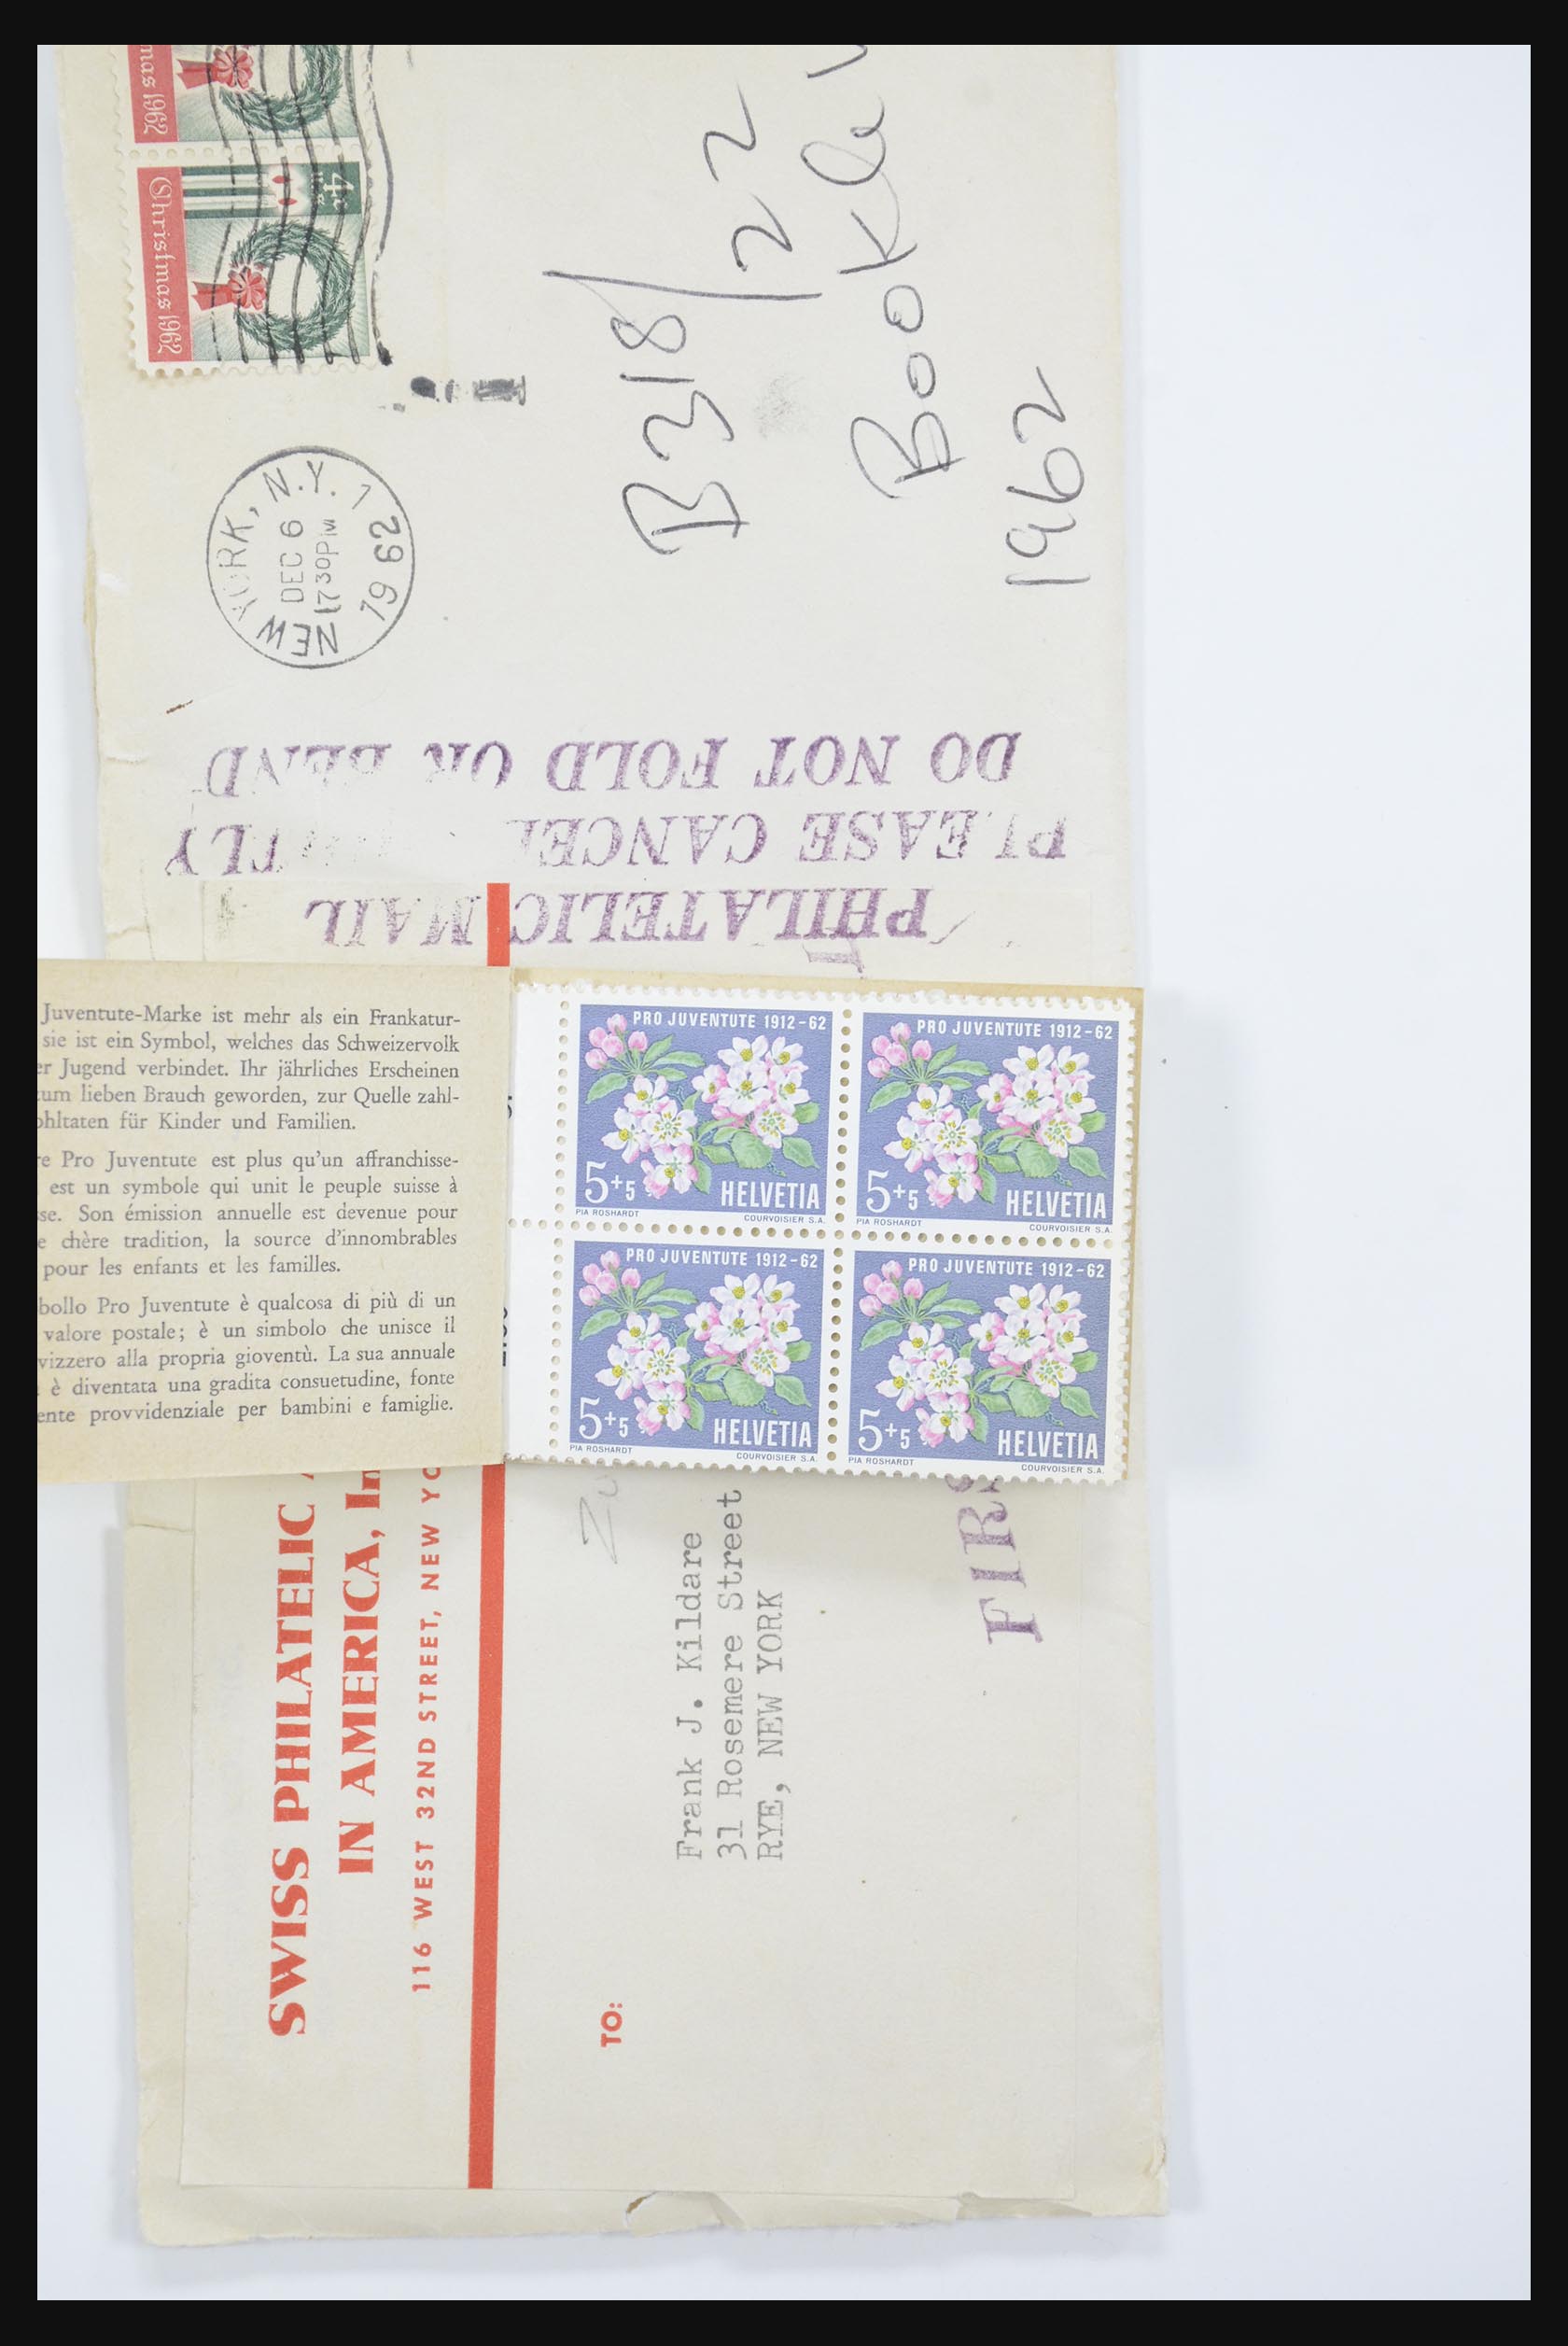 mas 1962
4¢
U.S.
Christmas 1962
B318/22
Bookle
1962
NEW YORK, N.Y. 1
DEC 6
730PM
1962
DO NOT FOLD OR BEND
PLEASE CANCEL TLY
PHILATELIC MAIL
Juventute-Marke ist mehr als ein Frankatur-
sie ist ein Symbol, welches das Schweizervolk
er Jugend verbindet. Ihr jährliches Erscheinen
zum lieben Brauch geworden, zur Quelle zahl-
ohltaten für Kinder und Familien.
re Pro Juventute est plus qu'un affranchisse-
est un symbole qui unit le peuple suisse à
sse. Son émission annuelle est devenue pour
e chère tradition, la source d'innombrables
pour les enfants et les familles.
bollo Pro Juventute è qualcosa di più di un
valore postale; è un simbolo che unisce il
vizzero alla propria gioventù. La sua annuale
è diventata una gradita consuetudine, fonte
ente provvidenziale per bambini e famiglie.
PRO JUVENTUTE 1912-62
5+5 HELVETIA
PIA ROSHARDT COURVOISIER S.A.
PRO JUVENTUTE 1912-62
5+5 HELVETIA
PIA ROSHARDT COURVOISIER S.A.
PRO JUVENTUTE 1912-62
5+5 HELVETIA
PIA ROSHARDT COURVOISIER S.A.
PRO JUVENTUTE 1912-62
5+5 HELVETIA
PIA ROSHARDT COURVOISIER S.A.
SWISS PHILATELIC
IN AMERICA, In
116 WEST 32ND STREET, NEW YO
TO:
Zu
Frank J. Kildare
31 Rosemere Street
RYE, NEW YORK
FIRS